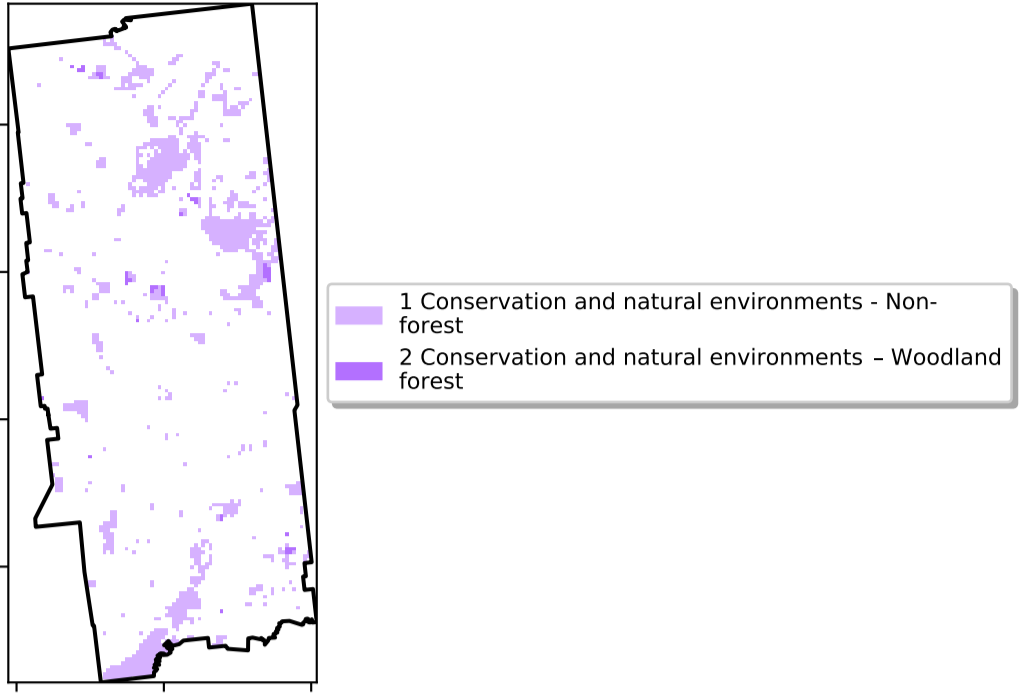 1 Conservation and natural environments - Non-
forest
2 Conservation and natural environments – Woodland
forest